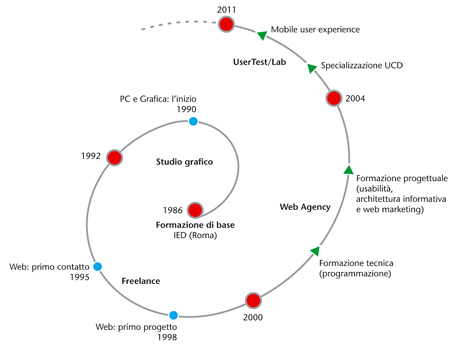 2011
Mobile user experience
UserTest/Lab
Specializzazione UCD
PC e Grafica: l'inizio
1990
2004
1992
Studio grafico
Formazione progettuale
(usabilità,
architettura informativa
e web marketing)
1986
Web Agency
Formazione di base
IED (Roma)
Formazione tecnica
(programmazione)
Web: primo contatto
1995
Freelance
2000
Web: primo progetto
1998